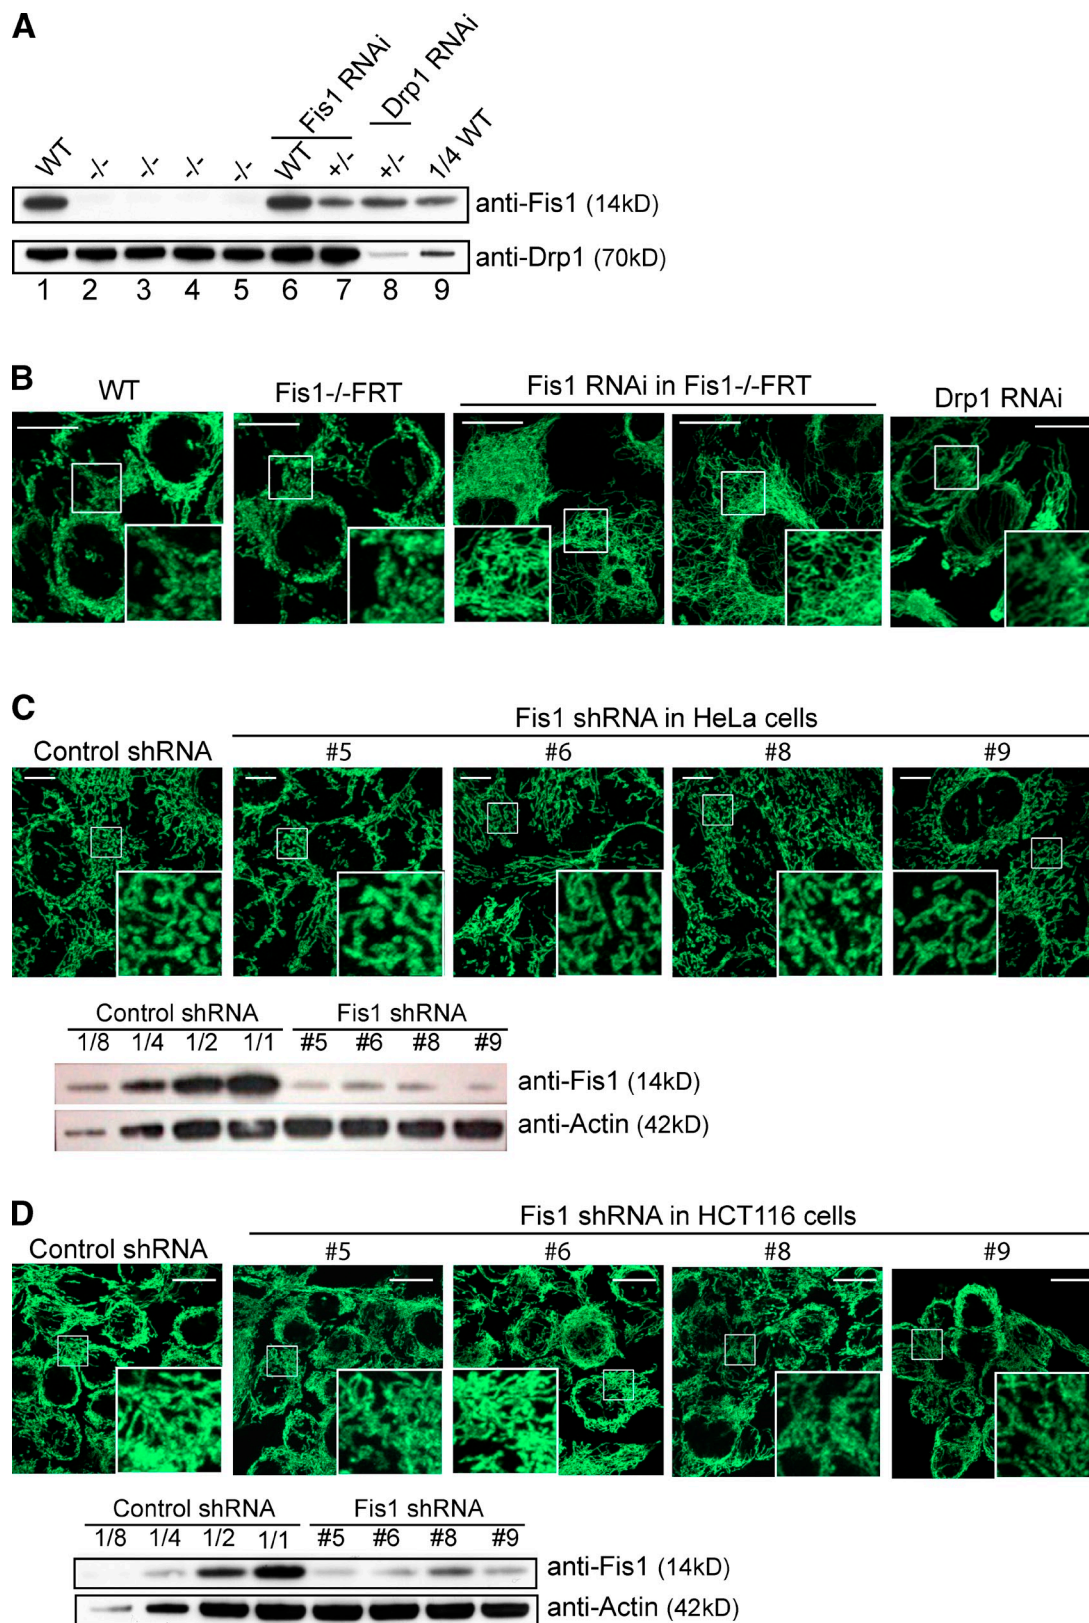 A
Fis1 RNAi
Drp1 RNAi
WT -/- -/- -/- -/- WT +/- +/- 1/4 WT
anti-Fis1 (14kD)
anti-Drp1 (70kD)
1 2 3 4 5 6 7 8 9
B
WT Fis1-/-FRT Fis1 RNAi in Fis1-/-FRT Drp1 RNAi
C
Fis1 shRNA in HeLa cells
Control shRNA #5 #6 #8 #9
Control shRNA Fis1 shRNA
1/8 1/4 1/2 1/1 #5 #6 #8 #9
anti-Fis1 (14kD)
anti-Actin (42kD)
D
Fis1 shRNA in HCT116 cells
Control shRNA #5 #6 #8 #9
Control shRNA Fis1 shRNA
1/8 1/4 1/2 1/1 #5 #6 #8 #9
anti-Fis1 (14kD)
anti-Actin (42kD)